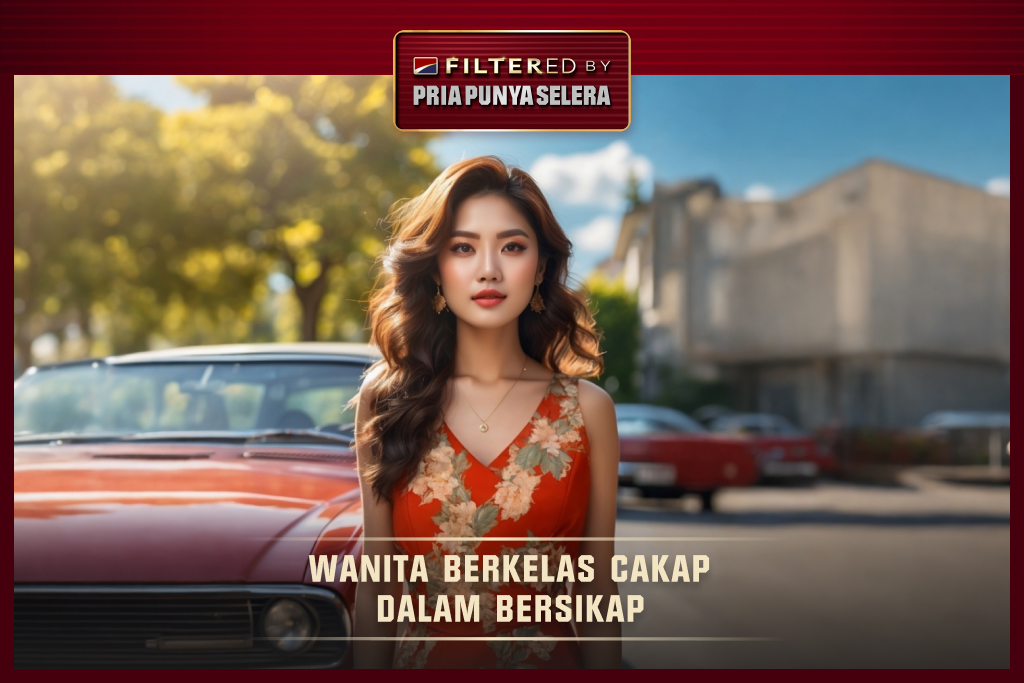 FILTERED BY
PRIA PUNYA SELERA
WANITA BERKELAS CAKAP
DALAM BERSIKAP